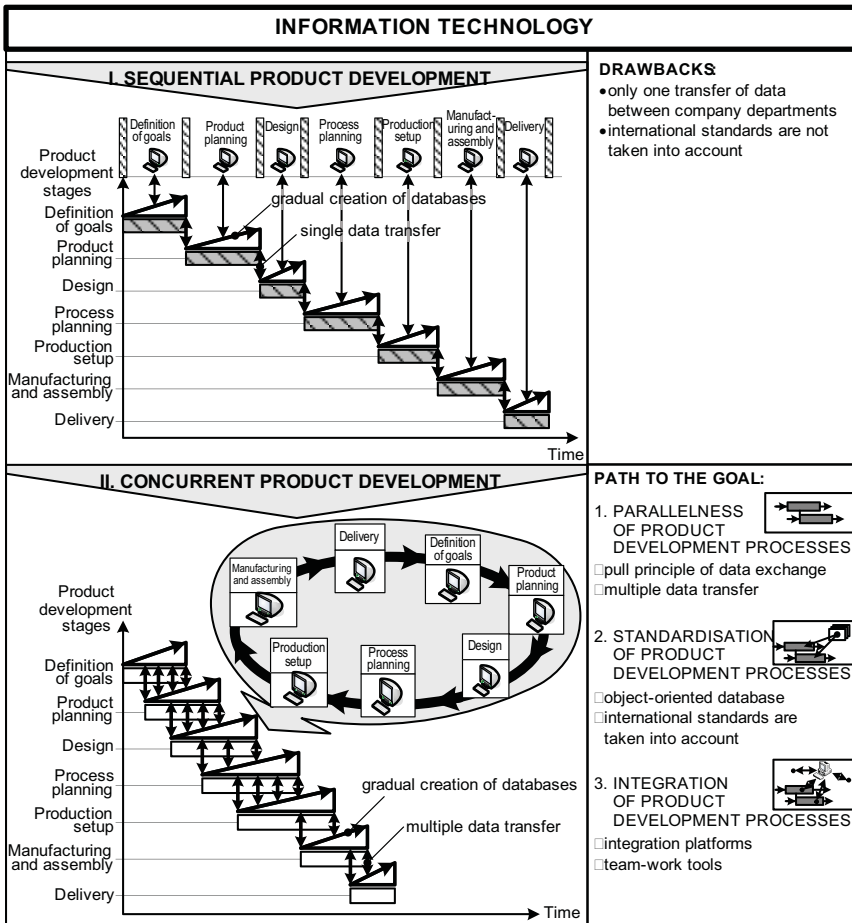 INFORMATION TECHNOLOGY
I. SEQUENTIAL PRODUCT DEVELOPMENT
Definition
of goals
Product
planning
Design
Process
planning
Production
setup
Manufact-
uring and
assembly
Delivery
Product
development
stages
gradual creation of databases
single data transfer
Definition
of goals
Product
planning
Design
Process
planning
Production
setup
Manufacturing
and assembly
Delivery
Time
DRAWBACKS:
•only one transfer of data
between company departments
•international standards are not
taken into account
II. CONCURRENT PRODUCT DEVELOPMENT
Delivery
Definition
of goals
Manufacturing
and assembly
Product
planning
Production
setup
Process
planning
Design
Product
development
stages
Definition
of goals
Product
planning
Design
Process
planning
Production
setup
Manufacturing
and assembly
Delivery
gradual creation of databases
multiple data transfer
Time
PATH TO THE GOAL:
1. PARALLELNESS
OF PRODUCT
DEVELOPMENT PROCESSES
□pull principle of data exchange
□multiple data transfer
2. STANDARDISATION
OF PRODUCT
DEVELOPMENT PROCESSES
□object-oriented database
□international standards are
taken into account
3. INTEGRATION
OF PRODUCT
DEVELOPMENT PROCESSES
□integration platforms
□team-work tools